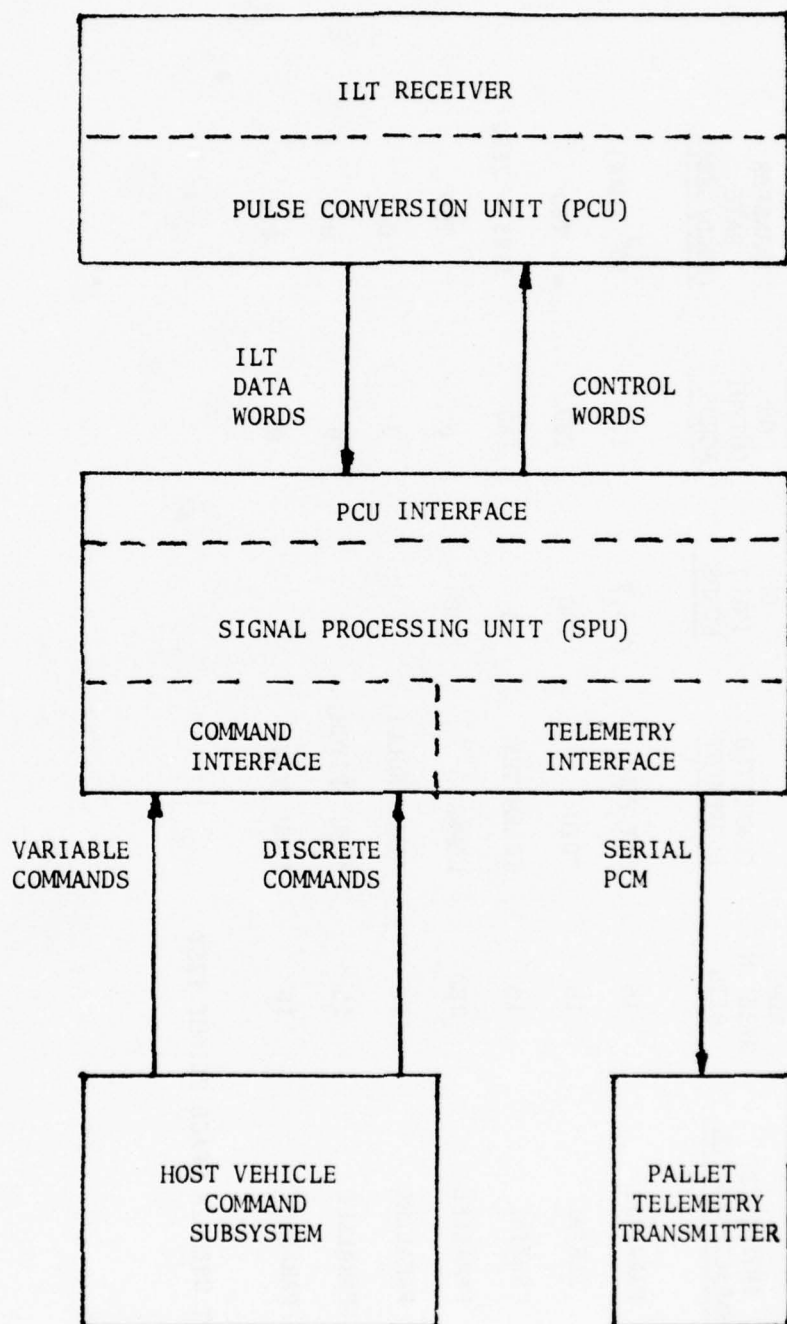 ILT RECEIVER
PULSE CONVERSION UNIT (PCU)
ILT
DATA
WORDS
CONTROL
WORDS
PCU INTERFACE
SIGNAL PROCESSING UNIT (SPU)
COMMAND
INTERFACE
TELEMETRY
INTERFACE
VARIABLE
COMMANDS
DISCRETE
COMMANDS
SERIAL
PCM
HOST VEHICLE
COMMAND
SUBSYSTEM
PALLET
TELEMETRY
TRANSMITTER